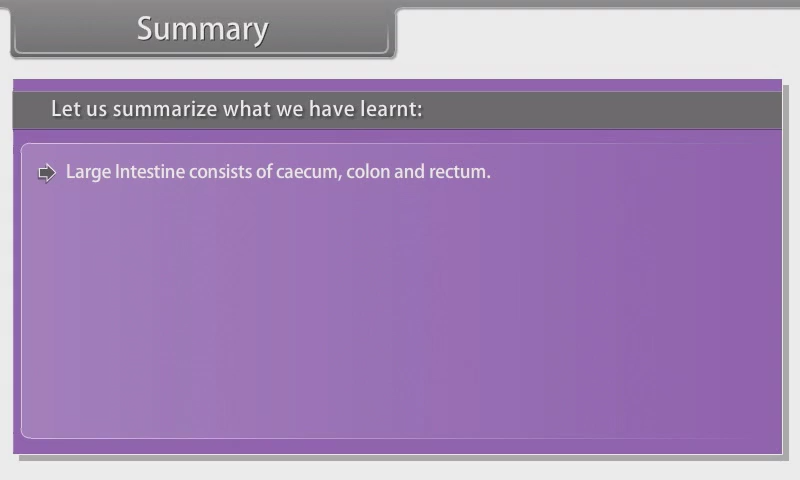 Summary
Let us summarize what we have learnt:
Large Intestine consists of caecum, colon and rectum.